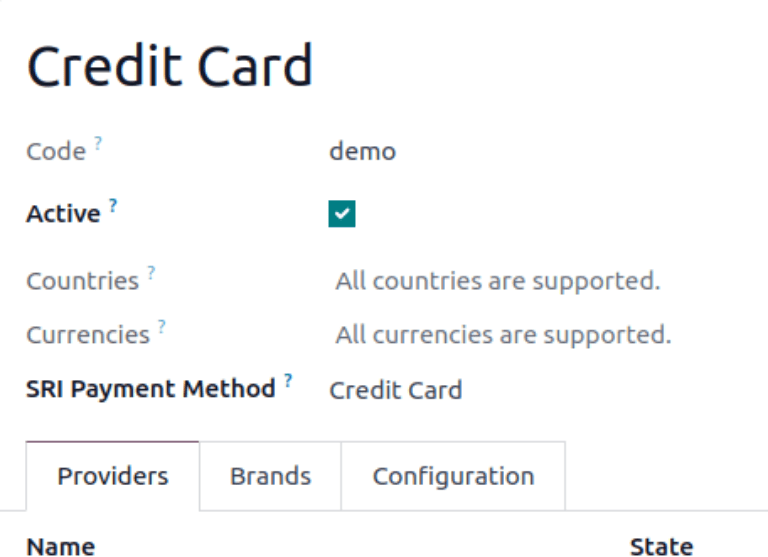 Credit Card
Code ? demo
Active ?
Countries ? All countries are supported.
Currencies ? All currencies are supported.
SRI Payment Method ? Credit Card
Providers Brands Configuration
Name State